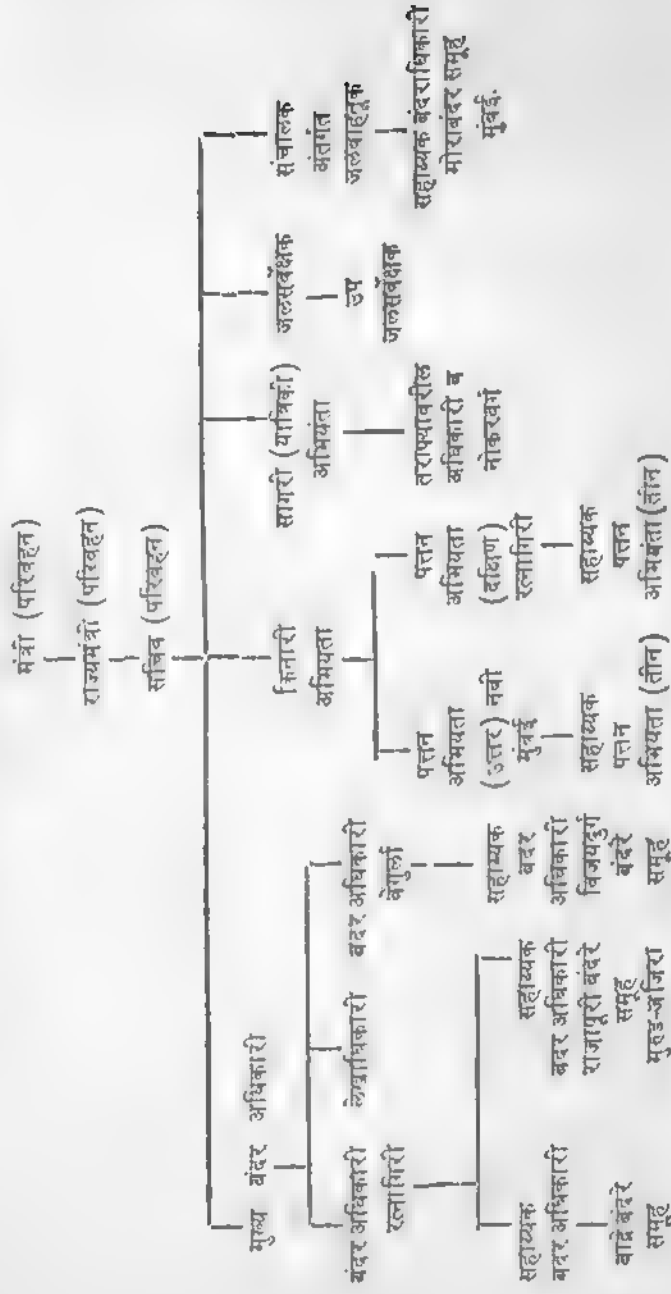 मंत्री (परिवहन)
राज्यमंत्री (परिवहन)
सचिव (परिवहन)
मुख्य बंदर अधिकारी
किनारी
अभियंता
सागरी (यांत्रिकी)
अभियंता
जलसर्वेक्षक
संचालक
अंतर्गत
जलवाहतूक
बंदर अधिकारी
रत्नागिरी
लेखाधिकारी
बंदर अधिकारी
वेंगुर्ला
पत्तन
अभियंता
(उत्तर) नवी
मुंबई
पत्तन
अभियंता
(दक्षिण)
रत्नागिरी
तराफ्यावरील
अधिकारी व
नोकरवर्ग
उप
जलसर्वेक्षक
सहाय्यक बंदराधिकारी
मोराबंदर समूह
मुंबई.
सहाय्यक
बंदर अधिकारी
बांद्रे बंदरे
समूह
सहाय्यक
बंदर अधिकारी
राजापूरी बंदरे
समूह
मुरुड-जंजिरा
सहाय्यक
बंदर
अधिकारी
विजयदुर्ग
बंदरे
समूह
सहाय्यक
पत्तन
अभियंता (तीन)
सहाय्यक
पत्तन
अभियंता (तीन)